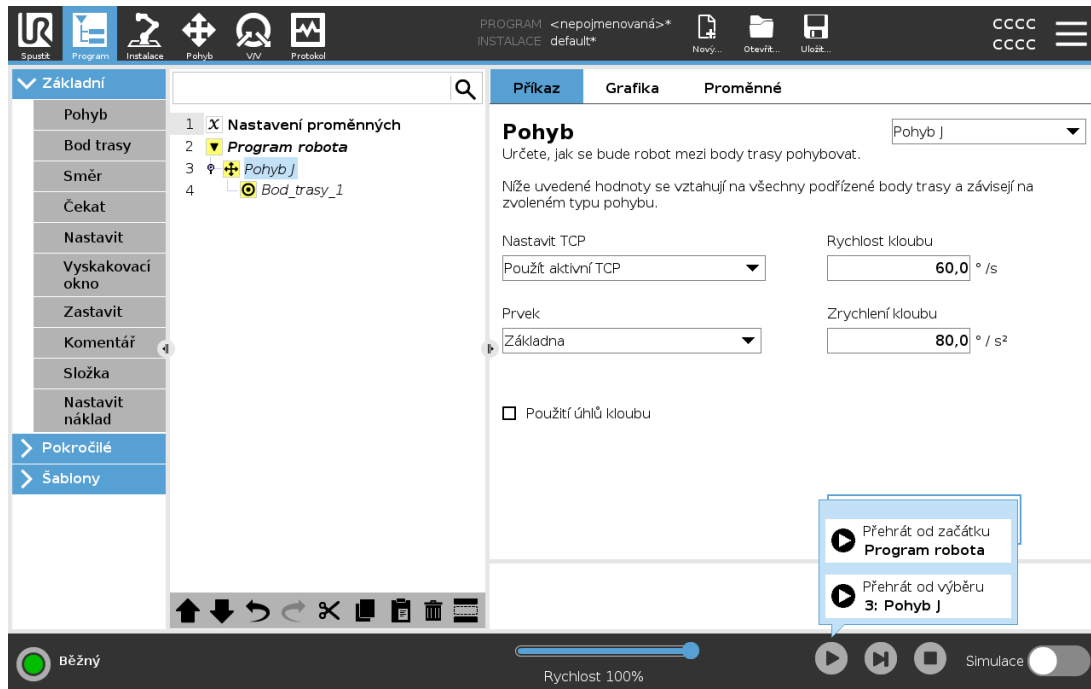 PROGRAM <nepojmenovaná>*
INSTALACE default*
CCCC
CCCC
Spustit
Program
Instalace
Pohyb
V/V
Protokol
Nový...
Otevřít...
Uložit...
Základní
Pohyb
Bod trasy
Směr
Čekat
Nastavit
Vyskakovací
okno
Zastavit
Komentář
Složka
Nastavit
náklad
Pokročilé
Šablony
1 X Nastavení proměnných
2 Program robota
3 Pohyb J
4 Bod_trasy_1
Příkaz
Grafika
Proměnné
Pohyb
Pohyb J
Určete, jak se bude robot mezi body trasy pohybovat.
Níže uvedené hodnoty se vztahují na všechny podřízené body trasy a závisejí na
zvoleném typu pohybu.
Nastavit TCP
Rychlost kloubu
Použít aktivní TCP
60,0 ° /s
Prvek
Zrychlení kloubu
Základna
80,0 ° / s²
Použití úhlů kloubu
Přehrát od začátku
Program robota
Přehrát od výběru
3: Pohyb J
Běžný
Rychlost 100%
Simulace